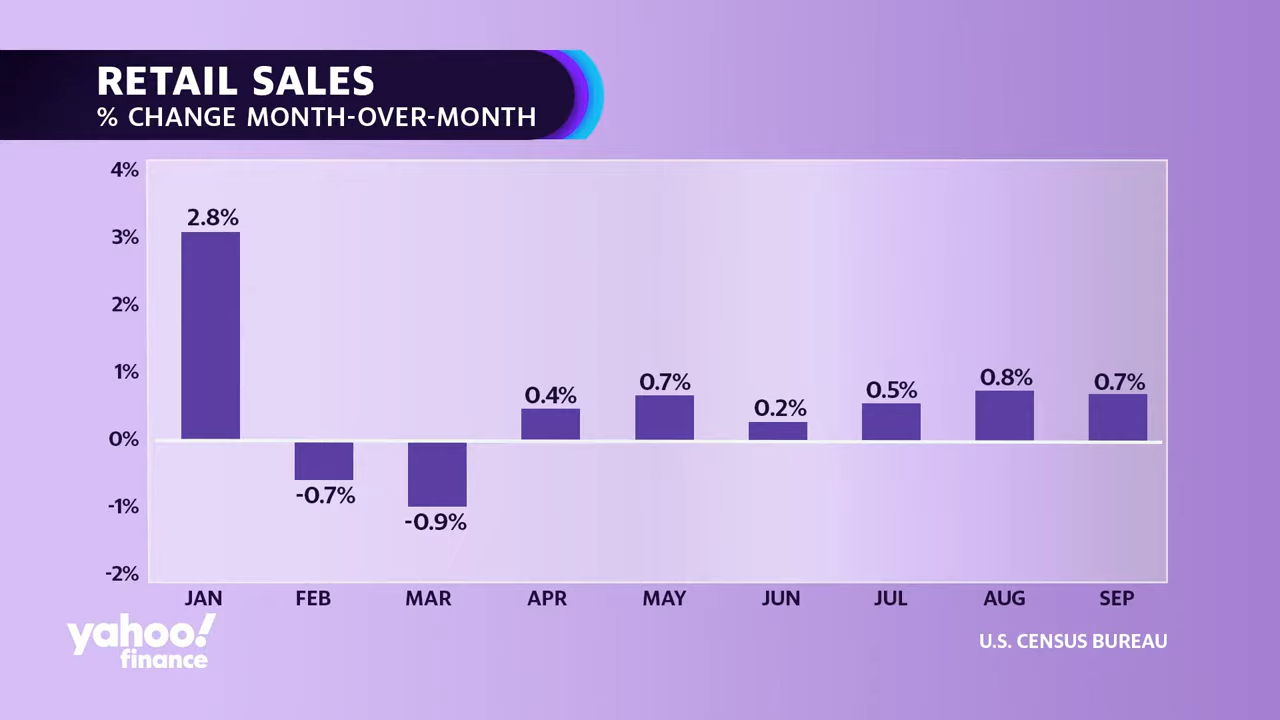 RETAIL SALES
% CHANGE MONTH-OVER-MONTH
4%
3%
2%
1%
0%
-1%
-2%
2.8%
-0.7%
-0.9%
0.4%
0.7%
0.2%
0.5%
0.8%
0.7%
JAN FEB MAR APR MAY JUN JUL AUG SEP
yahoo!
finance
U.S. CENSUS BUREAU